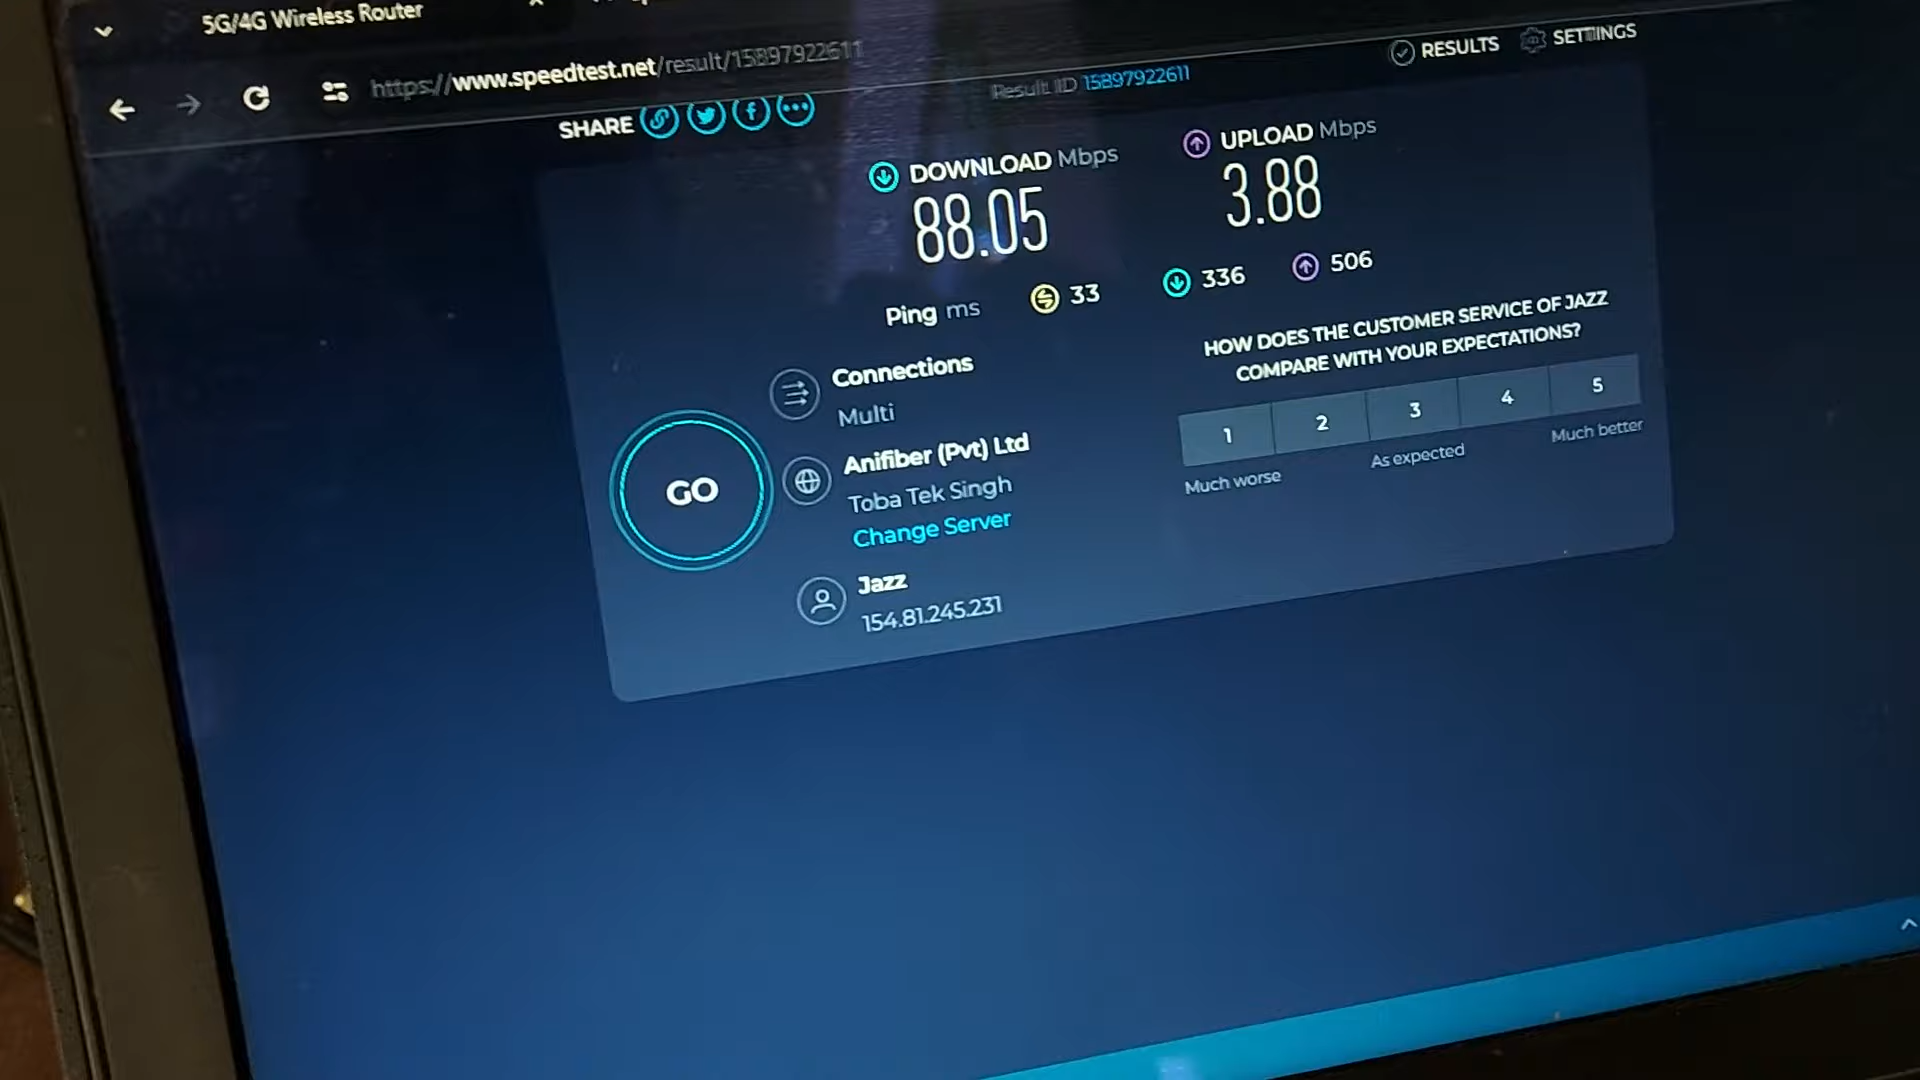 5G/4G Wireless Router
https://www.speedtest.net/result/15897922611
RESULTS SETTINGS
SHARE
Result ID 15897922611
DOWNLOAD Mbps
88.05
UPLOAD Mbps
3.88
Ping ms 33 336 506
Connections
Multi
Anifiber (Pvt) Ltd
Toba Tek Singh
Change Server
Jazz
154.81.245.231
GO
HOW DOES THE CUSTOMER SERVICE OF JAZZ
COMPARE WITH YOUR EXPECTATIONS?
1 2 3 4 5
Much worse As expected Much better